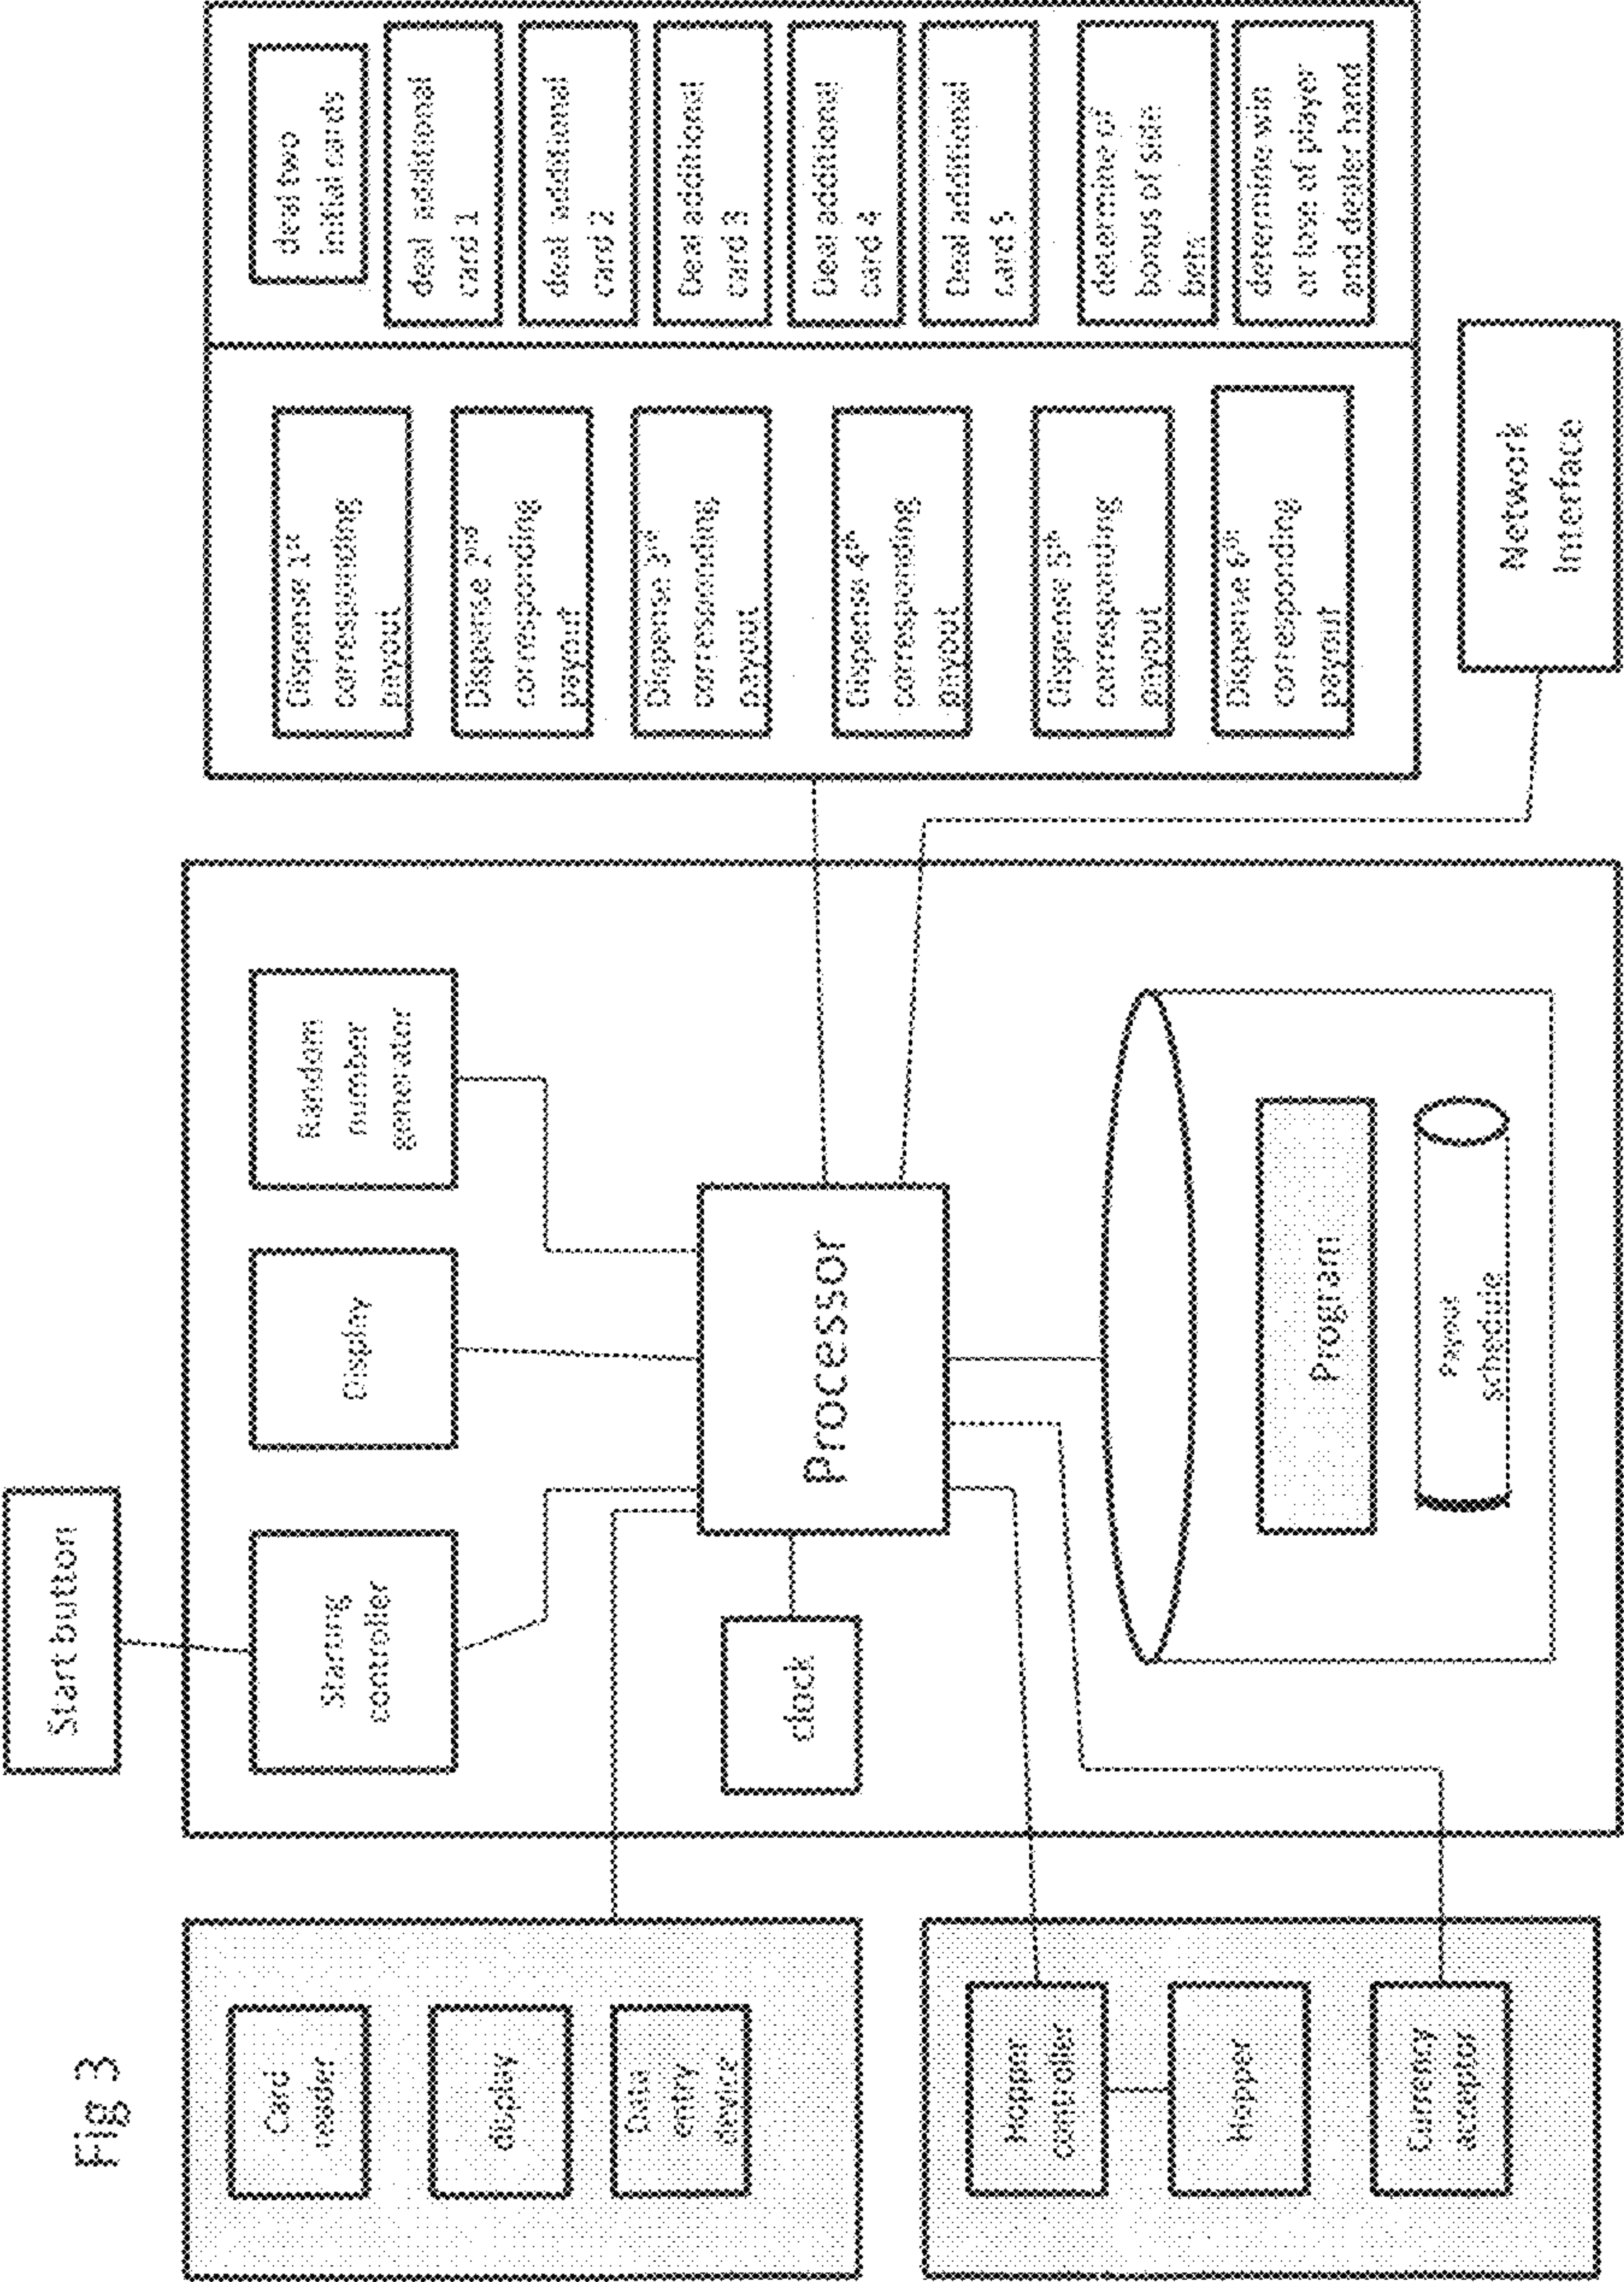 Fig 3
Start button
Card
reader
display
Data
entry
device
Hopper
controller
Hopper
Currency
acceptor
Starting
controller
Display
Random
number
generator
clock
Processor
Program
Payout
schedule
Dispense 1st
corresponding
payout
Dispense 2nd
corresponding
payout
Dispense 3rd
corresponding
payout
Dispense 4th
corresponding
payout
Dispense 5th
corresponding
payout
Dispense 6th
corresponding
payout
deal two
initial cards
deal additional
card 1
deal additional
card 2
Deal additional
card 3
Deal additional
card 4
Deal additional
card 5
determine of
bonus of side
bets
determine win
or lose of player
and dealer hand
Network
Interface